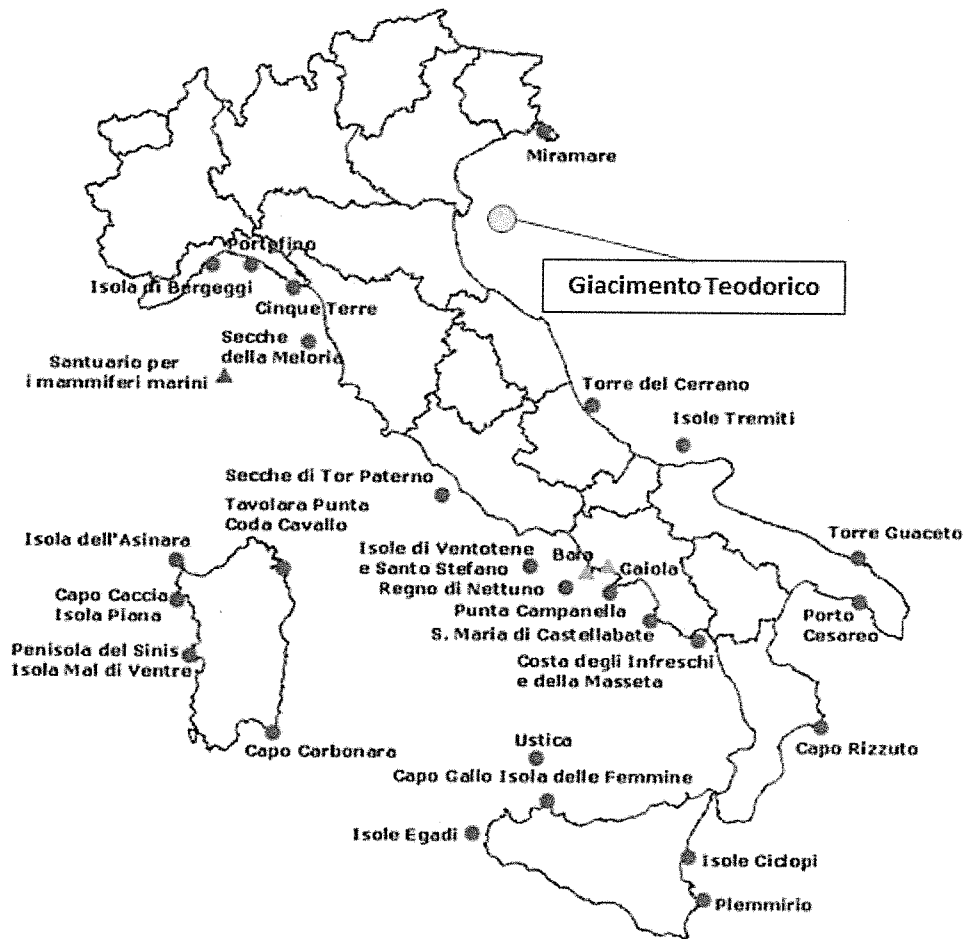 Miramare
Giacimento Teodorico
Portofino
Isola di Bergeggi
Cinque Terre
Secche
della Meloria
Santuario per
i mammiferi marini
Torre del Cerrano
Isole Tremiti
Secche di Tor Paterno
Tavolara Punta
Coda Cavallo
Isola dell'Asinara
Torre Guaceto
Isole di Ventotene
e Santo Stefano
Baia
Gaiola
Regno di Nettuno
Capo Caccia
Isola Piana
Punta Campanella
Porto
Cesareo
S. Maria di Castellabate
Penisola del Sinis
Isola Mal di Ventre
Costa degli Infreschi
e della Masseta
Capo Carbonara
Ustica
Capo Rizzuto
Capo Gallo Isola delle Femmine
Isole Egadi
Isole Ciclopi
Plemmirio